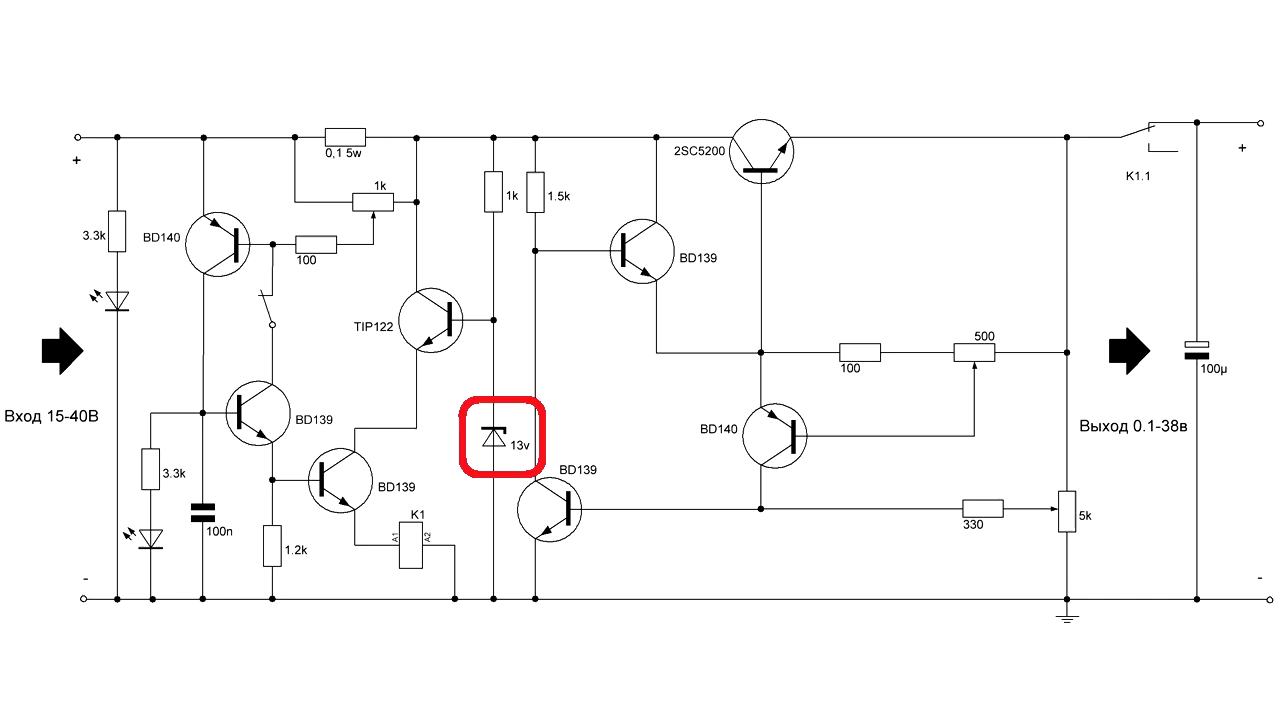 +
0,1 5w
2SC5200
+
K1.1
1k
1k
1.5k
3.3k
BD140
100
BD139
TIP122
500
100
100µ
Вход 15-40В
BD139
13v
BD140
Выход 0.1-38в
3.3k
BD139
BD139
K1
A1
A2
100n
1.2k
330
5k
-
-